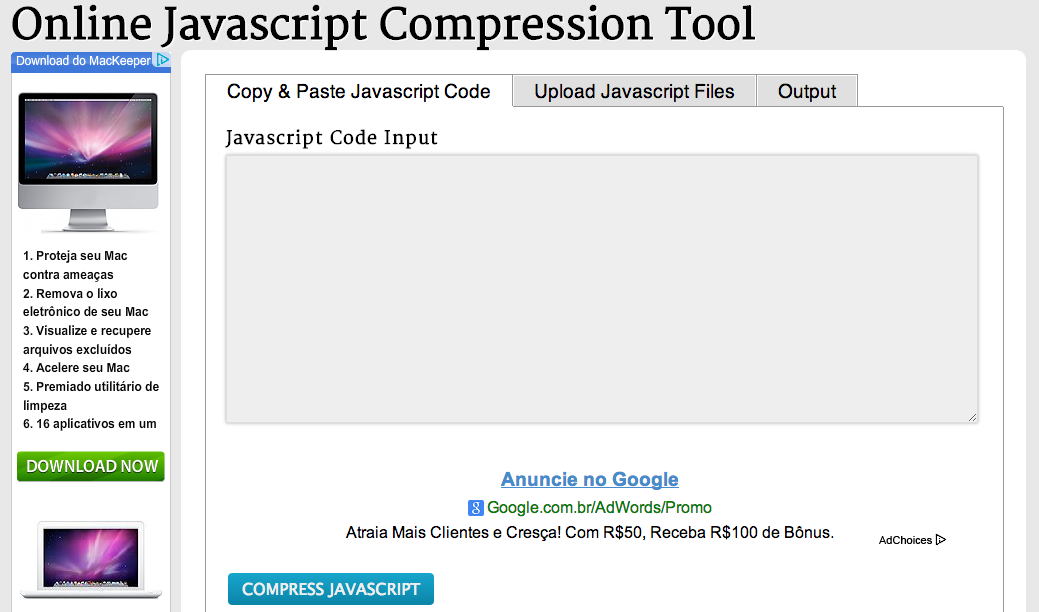 Online Javascript Compression Tool
Download do MacKeeper
1. Proteja seu Mac
contra ameaças
2. Remova o lixo
eletrônico de seu Mac
3. Visualize e recupere
arquivos excluídos
4. Acelere seu Mac
5. Premiado utilitário de
limpeza
6. 16 aplicativos em um
DOWNLOAD NOW
Copy & Paste Javascript Code
Upload Javascript Files
Output
Javascript Code Input
Anuncie no Google
8 Google.com.br/AdWords/Promo
Atraia Mais Clientes e Cresça! Com R$50, Receba R$100 de Bônus.
AdChoices
COMPRESS JAVASCRIPT